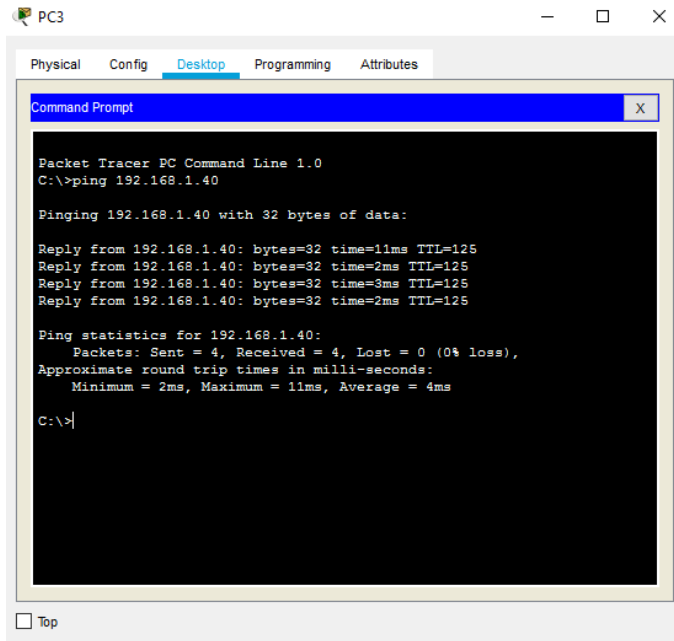 PC3
Physical Config Desktop Programming Attributes
Command Prompt X
Packet Tracer PC Command Line 1.0
C:\>ping 192.168.1.40
Pinging 192.168.1.40 with 32 bytes of data:
Reply from 192.168.1.40: bytes=32 time=11ms TTL=125
Reply from 192.168.1.40: bytes=32 time=2ms TTL=125
Reply from 192.168.1.40: bytes=32 time=3ms TTL=125
Reply from 192.168.1.40: bytes=32 time=2ms TTL=125
Ping statistics for 192.168.1.40:
Packets: Sent = 4, Received = 4, Lost = 0 (0% loss),
Approximate round trip times in milli-seconds:
Minimum = 2ms, Maximum = 11ms, Average = 4ms
C:\>
Top